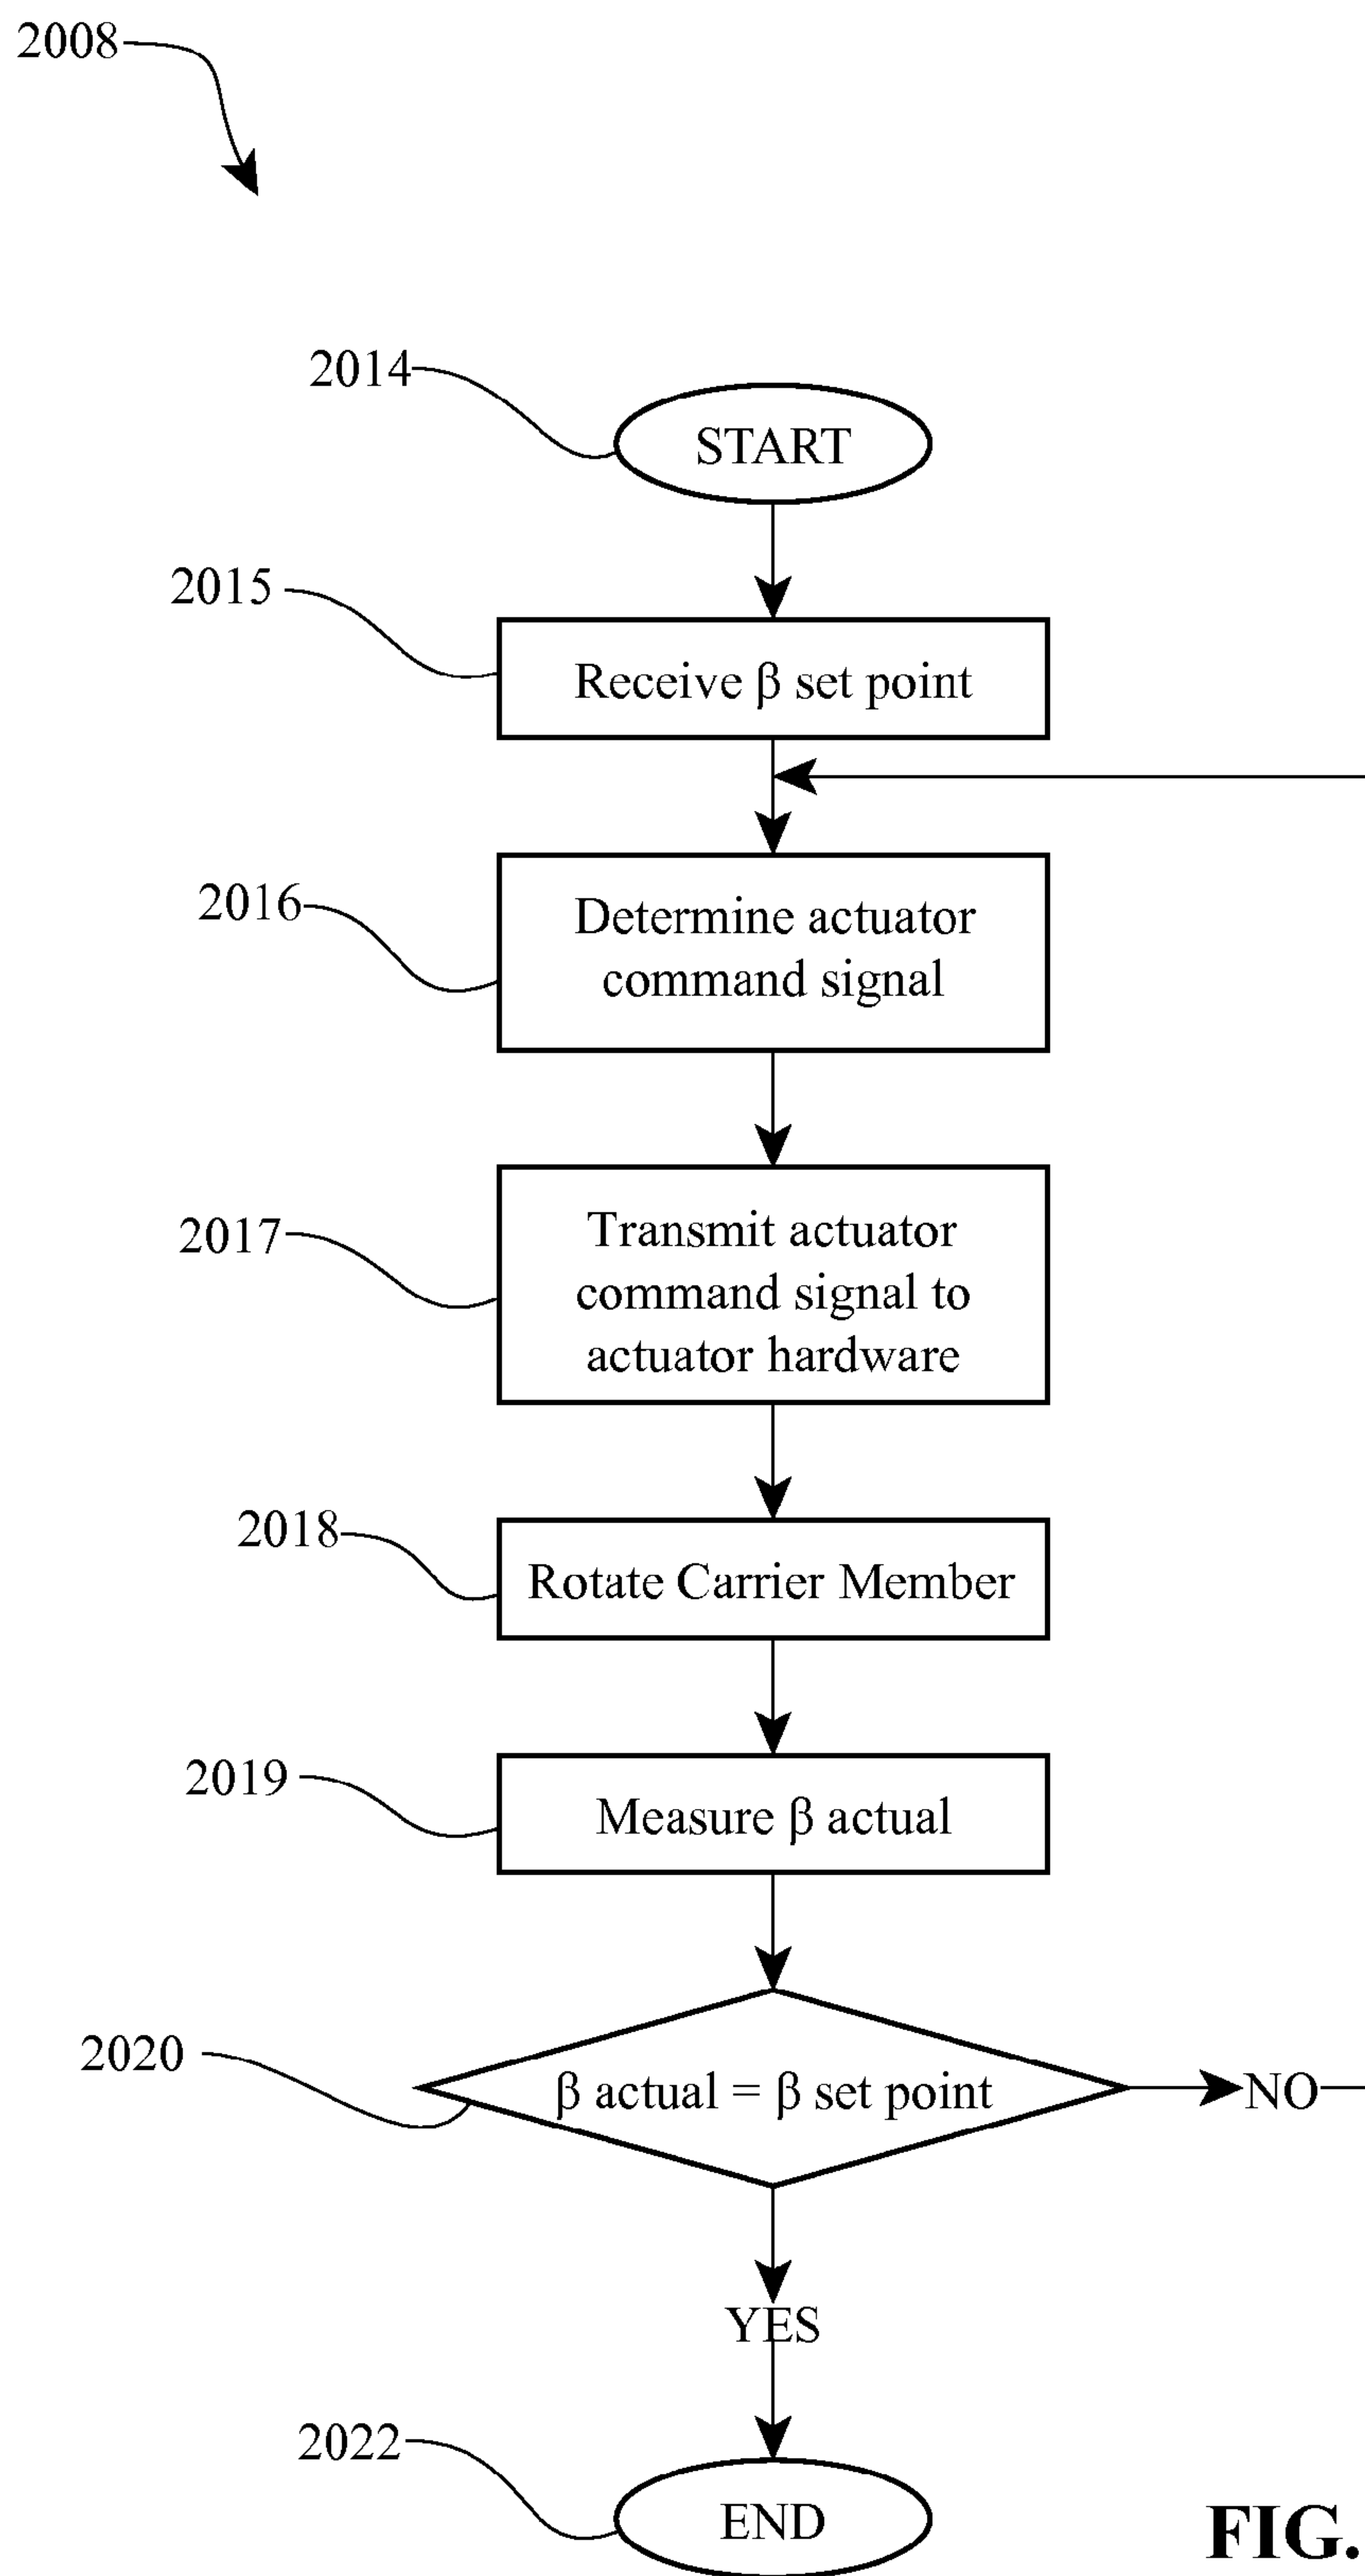 2008
2014
START
2015
Receive β set point
2016
Determine actuator
command signal
2017
Transmit actuator
command signal to
actuator hardware
2018
Rotate Carrier Member
2019
Measure β actual
2020
β actual = β set point
NO
YES
2022
END
FIG.